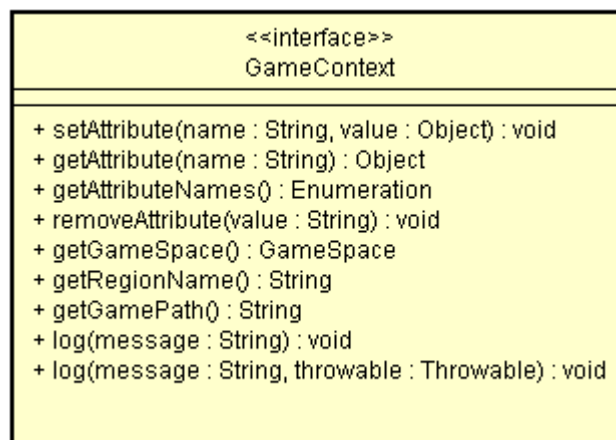 <<interface>>
GameContext
+ setAttribute(name : String, value : Object) : void
+ getAttribute(name : String) : Object
+ getAttributeNames() : Enumeration
+ removeAttribute(value : String) : void
+ getGameSpace() : GameSpace
+ getRegionName() : String
+ getGamePath() : String
+ log(message : String) : void
+ log(message : String, throwable : Throwable) : void